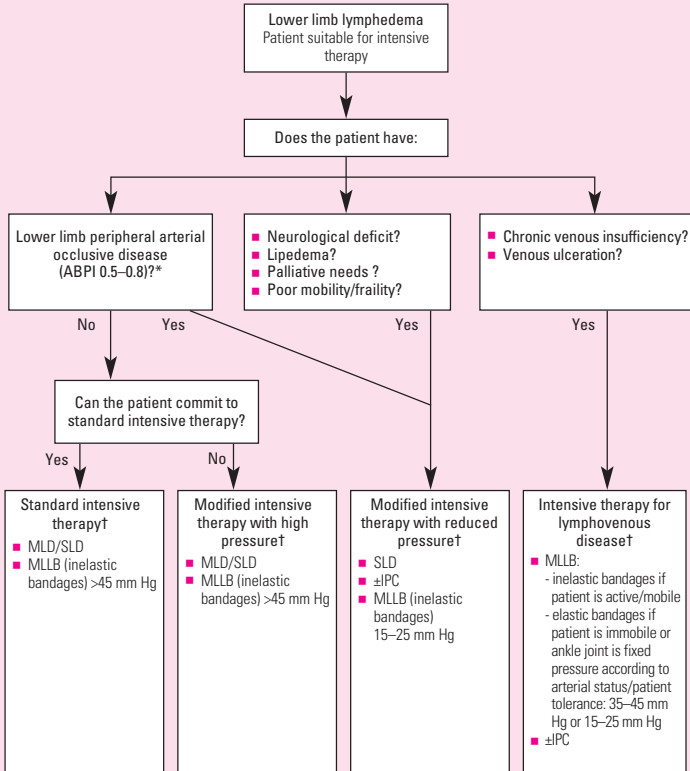 Lower limb lymphedema
Patient suitable for intensive
therapy
Does the patient have:
Lower limb peripheral arterial
occlusive disease
(ABPI 0.5–0.8)?*
■ Neurological deficit?
■ Lipedema?
■ Palliative needs ?
■ Poor mobility/fraility?
■ Chronic venous insufficiency?
■ Venous ulceration?
No
Yes
Yes
Yes
Can the patient commit to
standard intensive therapy?
Yes
No
Standard intensive
therapy†
■ MLD/SLD
■ MLLB (inelastic
bandages) >45 mm Hg
Modified intensive
therapy with high
pressure†
■ MLD/SLD
■ MLLB (inelastic
bandages) >45 mm Hg
Modified intensive
therapy with reduced
pressure†
■ SLD
■ ±IPC
■ MLLB (inelastic
bandages)
15–25 mm Hg
Intensive therapy for
lymphovenous
disease†
■ MLLB:
- inelastic bandages if
patient is active/mobile
- elastic bandages if
patient is immobile or
ankle joint is fixed
pressure according to
arterial status/patient
tolerance: 35–45 mm
Hg or 15–25 mm Hg
■ ±IPC